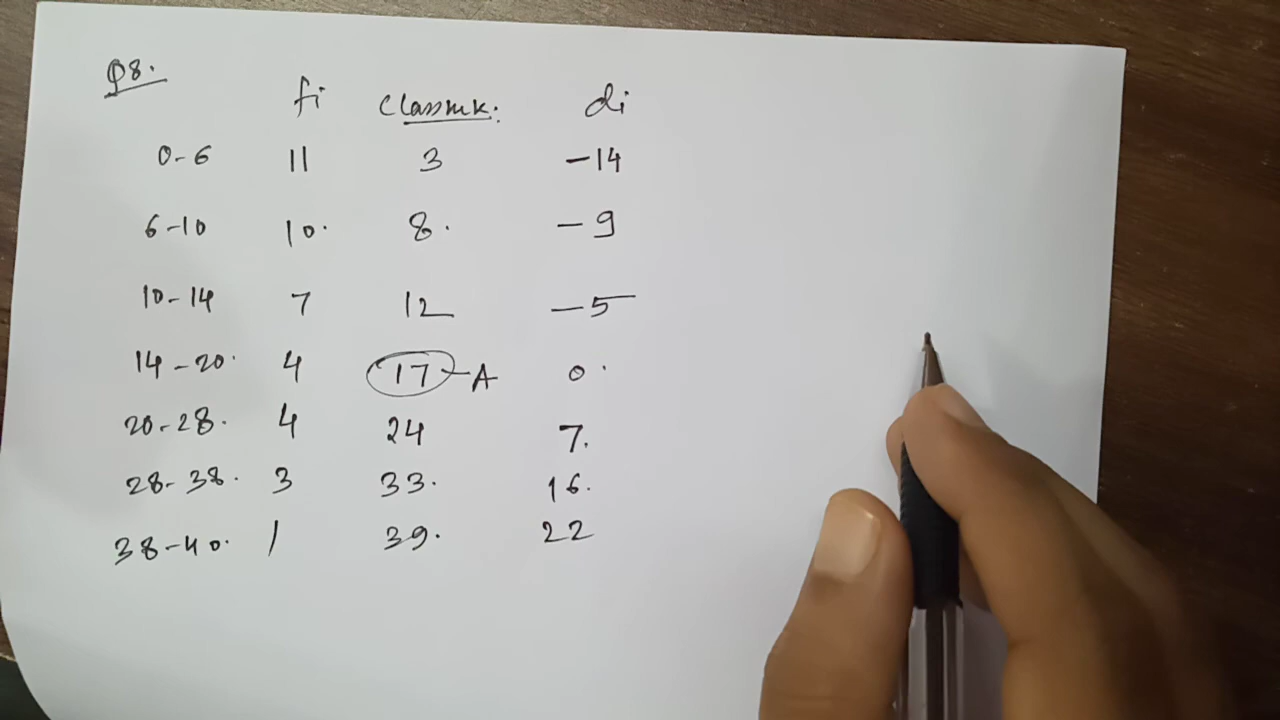 Q8.
fi Classmk: di
0-6 11 3 -14
6-10 10. 8. -9
10-14 7 12 -5
14-20. 4 17-A 0.
20-28. 4 24 7.
28-38. 3 33. 16.
38-40. 1 39. 22